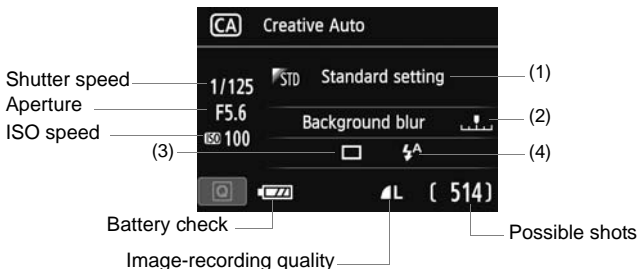 CA Creative Auto
Shutter speed 1/125 STD Standard setting (1)
Aperture F5.6
Background blur (2)
ISO speed ISO 100
(3) A (4)
Q L ( 514)
Battery check
Possible shots
Image-recording quality